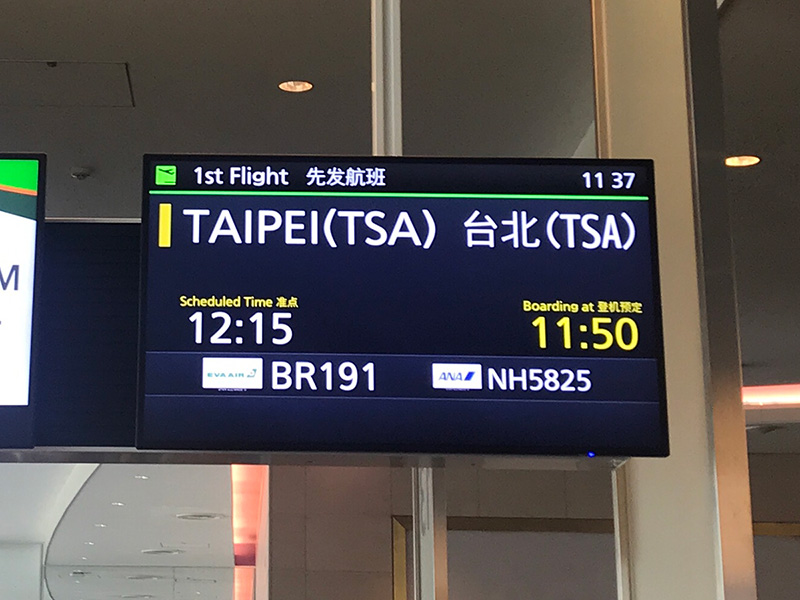 1st Flight 先发航班 11 37
TAIPEI(TSA) 台北(TSA)
Scheduled Time 准点 Boarding at 登机预定
12:15 11:50
EVA AIR BR191 ANA NH5825
M